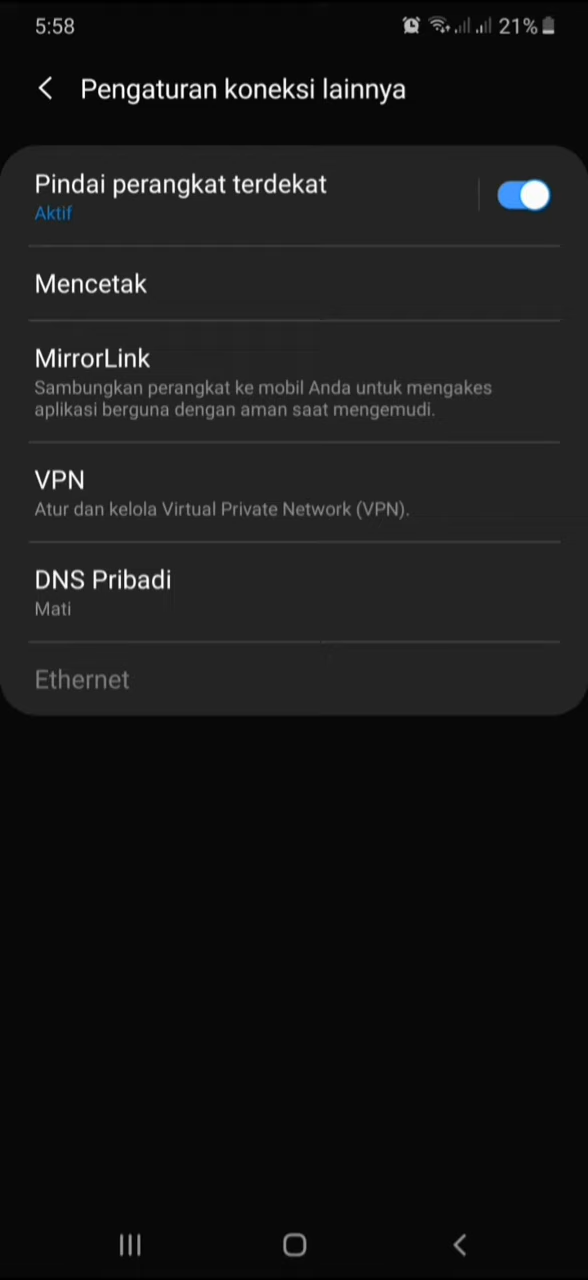 5:58
21%
Pengaturan koneksi lainnya
Pindai perangkat terdekat
Aktif
Mencetak
MirrorLink
Sambungkan perangkat ke mobil Anda untuk mengakes
aplikasi berguna dengan aman saat mengemudi.
VPN
Atur dan kelola Virtual Private Network (VPN).
DNS Pribadi
Mati
Ethernet